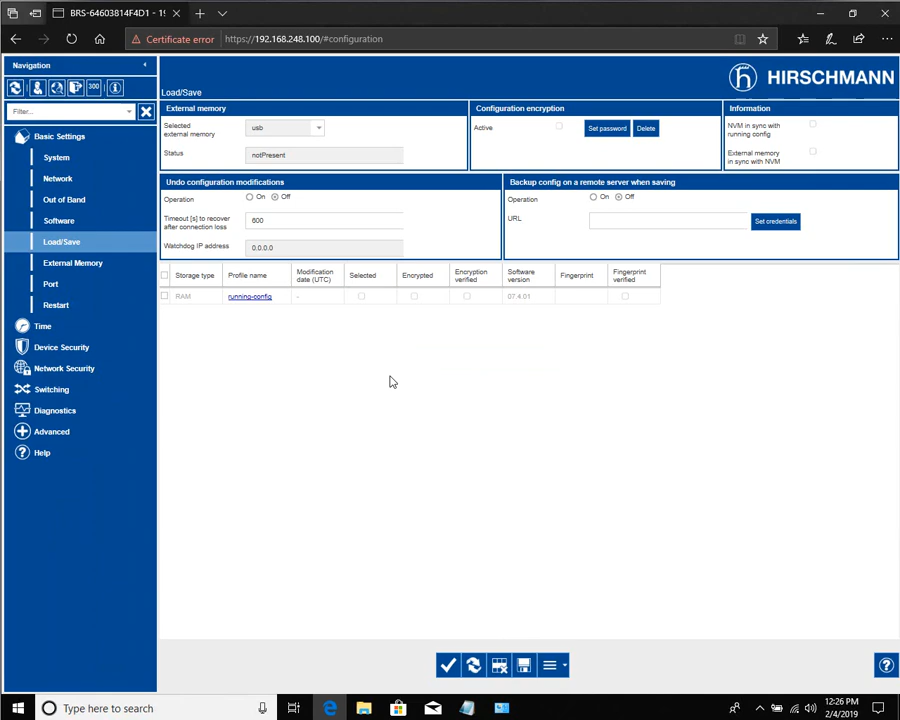 BRS-64603814F4D1 - 19
Certificate error
https://192.168.248.100/#configuration
Navigation
300
Filter...
Basic Settings
System
Network
Out of Band
Software
Load/Save
External Memory
Port
Restart
Time
Device Security
Network Security
Switching
Diagnostics
Advanced
Help
Load/Save
HIRSCHMANN
External memory
Selected
external memory
usb
Status
notPresent
Configuration encryption
Active
Set password
Delete
Information
NVM in sync with
running config
External memory
in sync with NVM
Undo configuration modifications
Operation
On
Off
Timeout [s] to recover
after connection loss
600
Watchdog IP address
0.0.0.0
Backup config on a remote server when saving
Operation
On
Off
URL
Set credentials
Storage type
Profile name
Modification
date (UTC)
Selected
Encrypted
Encryption
verified
Software
version
Fingerprint
Fingerprint
verified
RAM
running-config
-
07.4.01
Type here to search
12:26 PM
2/4/2019